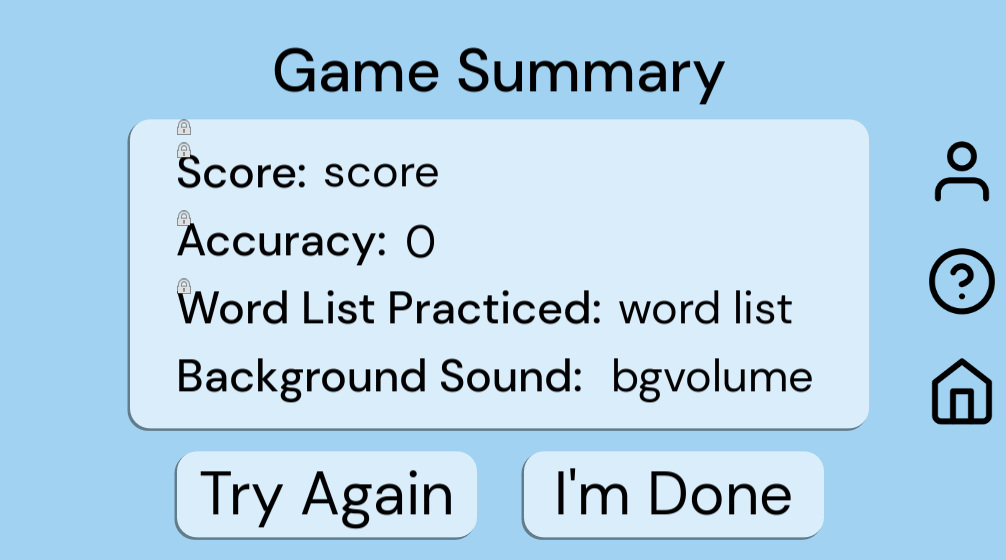 Game Summary
Score: score
Accuracy: 0
Word List Practiced: word list
Background Sound: bgvolume
Try Again
I'm Done